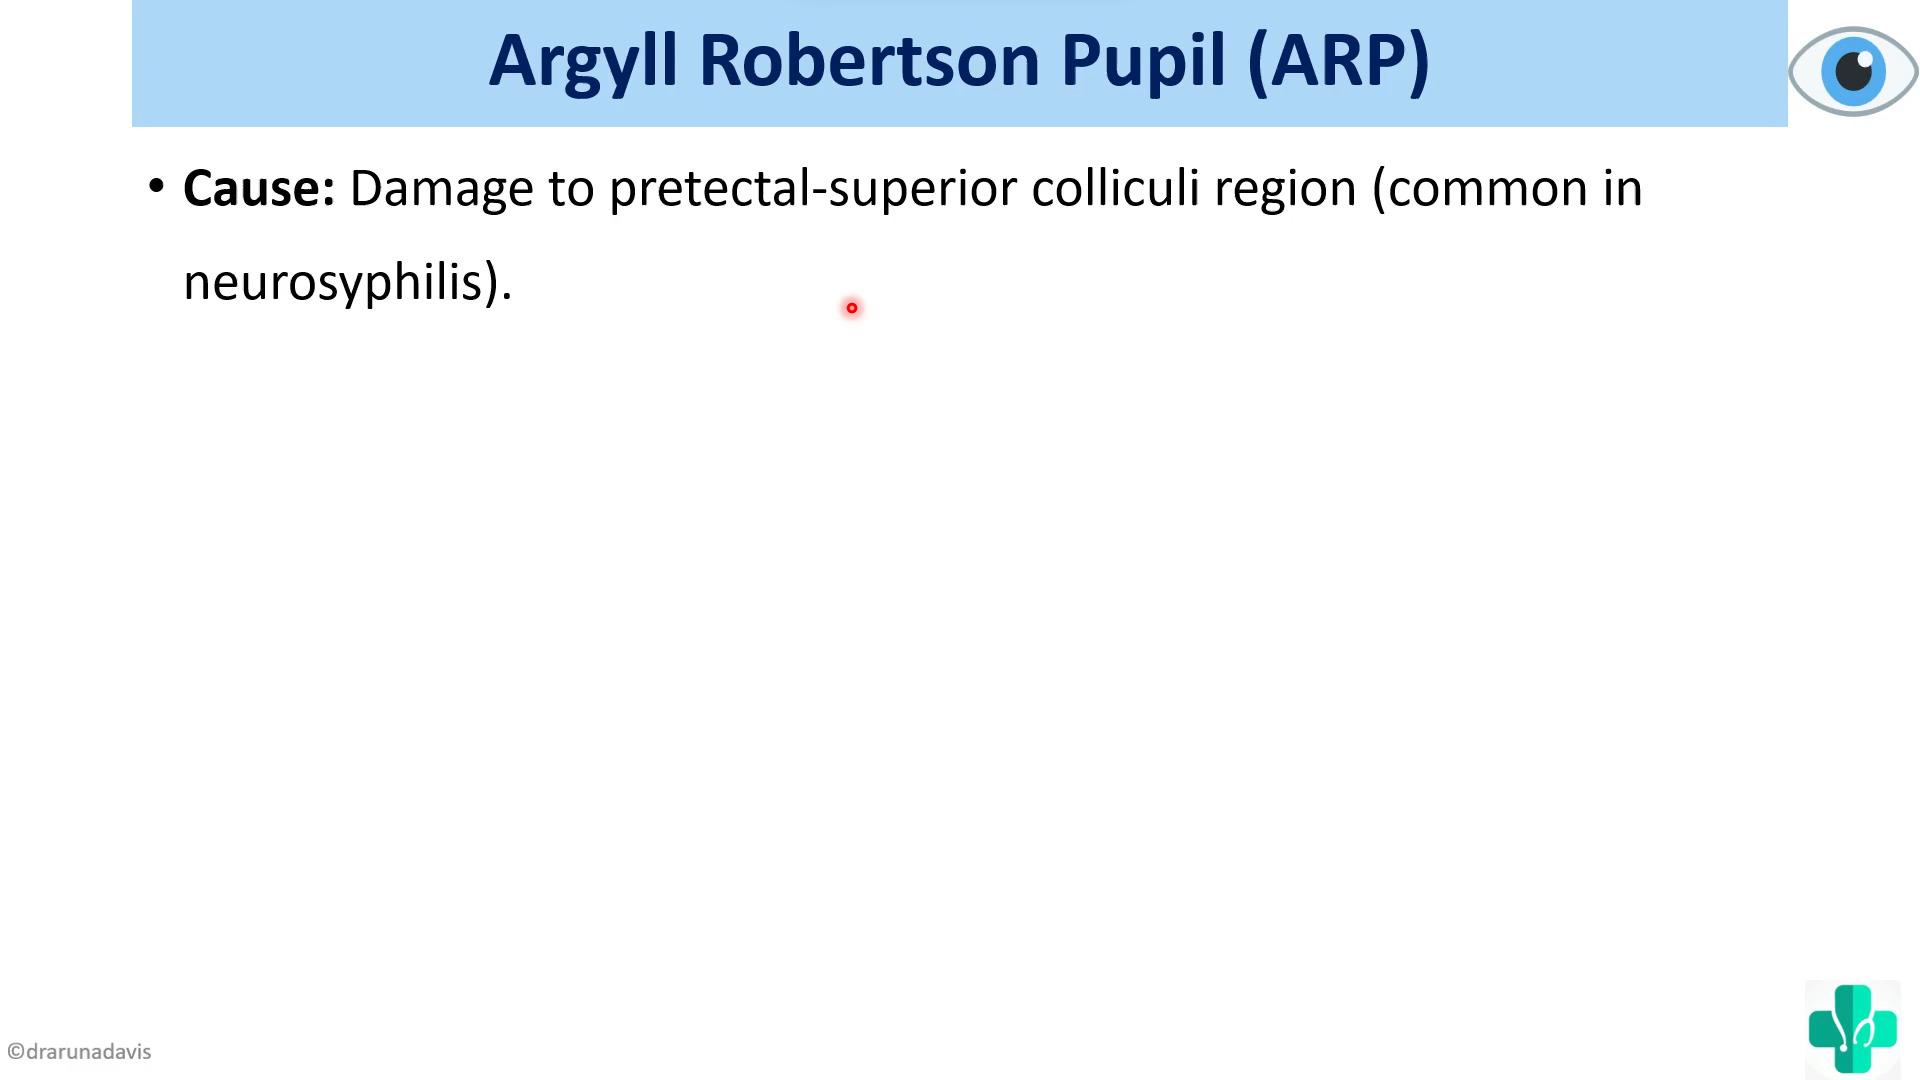 Argyll Robertson Pupil (ARP)
• Cause: Damage to pretectal-superior colliculi region (common in
neurosyphilis).
©drarunadavis